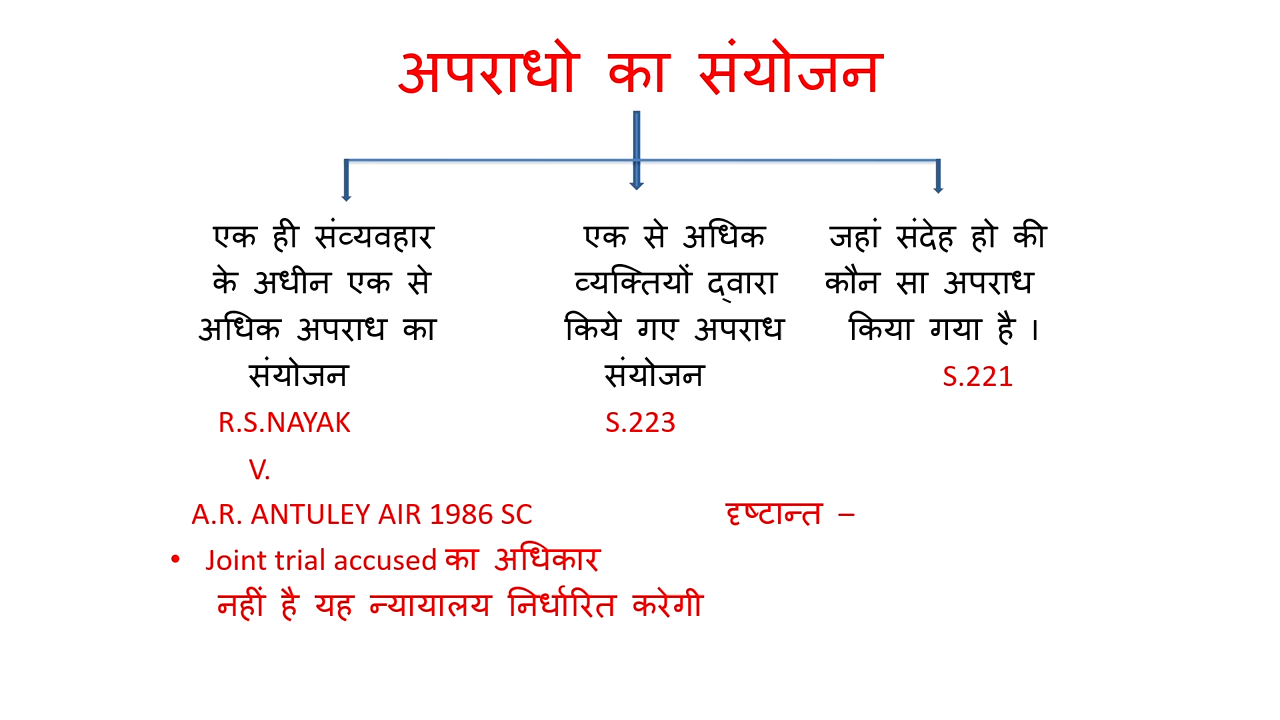 अपराधो का संयोजन
एक ही संव्यवहार
के अधीन एक से
अधिक अपराध का
संयोजन
R.S.NAYAK
V.
A.R. ANTULEY AIR 1986 SC
• Joint trial accused का अधिकार
नहीं है यह न्यायालय निर्धारित करेगी
एक से अधिक
व्यक्तियों द्वारा
किये गए अपराध
संयोजन
S.223
जहां संदेह हो की
कौन सा अपराध
किया गया है ।
S.221
दृष्टान्त –